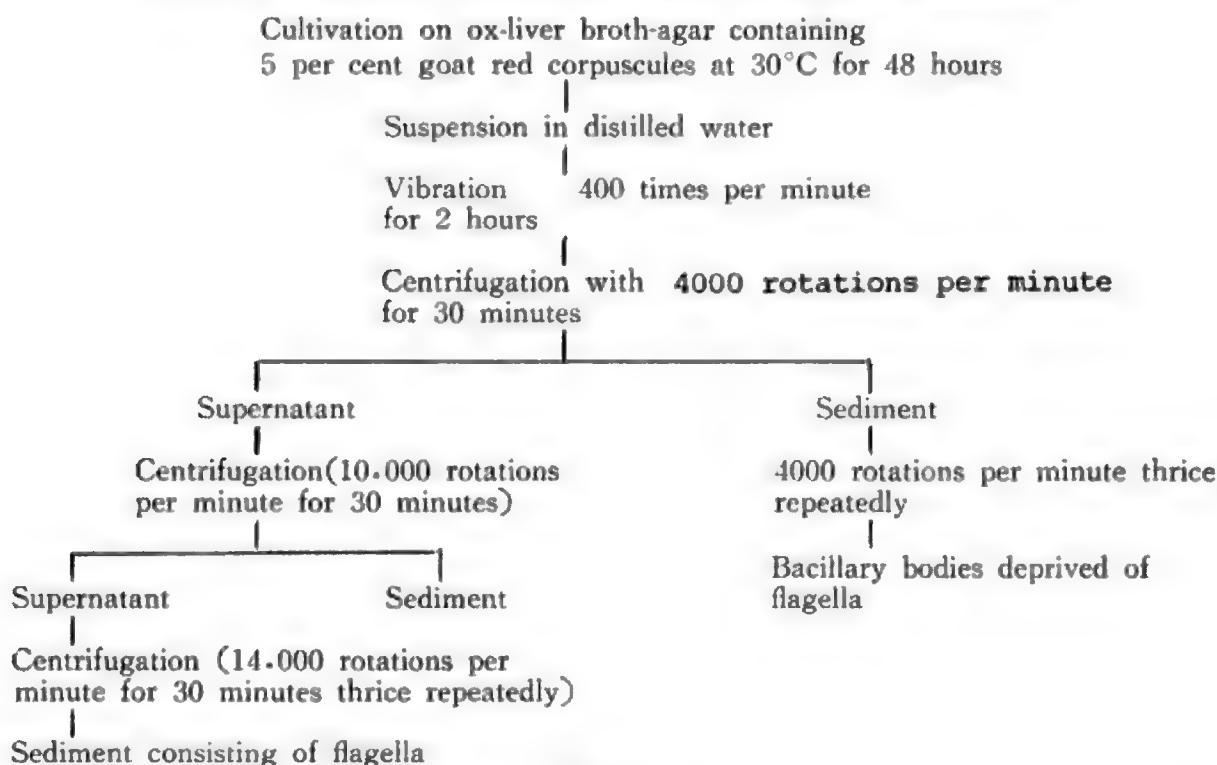 Cultivation on ox-liver broth-agar containing
5 per cent goat red corpuscules at 30°C for 48 hours
Suspension in distilled water
Vibration 400 times per minute
for 2 hours
Centrifugation with 4000 rotations per minute
for 30 minutes
Supernatant Sediment
Centrifugation(10.000 rotations
per minute for 30 minutes)
4000 rotations per minute thrice
repeatedly
Supernatant Sediment
Bacillary bodies deprived of
flagella
Centrifugation (14.000 rotations per
minute for 30 minutes thrice repeatedly)
Sediment consisting of flagella